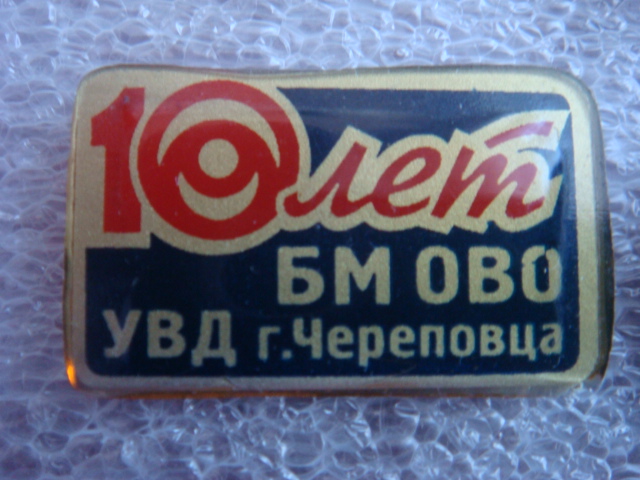 10 лет
БМ ОВО
УВД г. Череповца